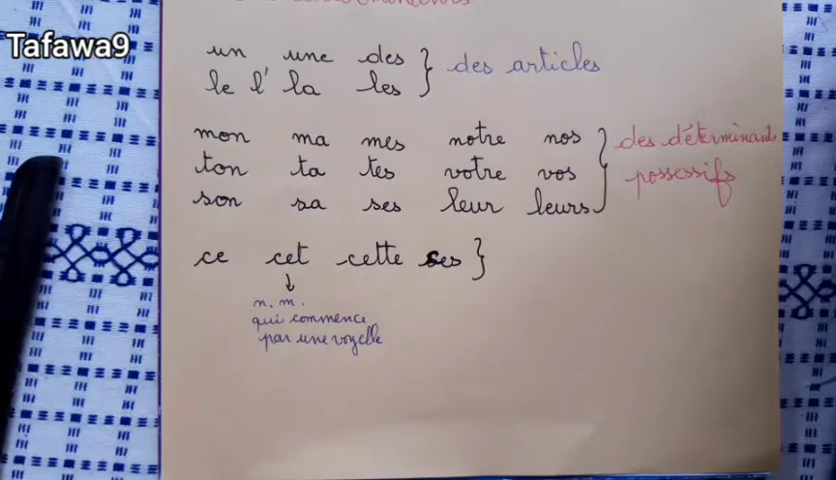 Tafawa9
un une des } des articles
le l' la les
mon ma mes notre nos } des déterminants
ton ta tes votre vos possessifs
son sa ses leur leurs
ce cet cette ces }
↓
n. m.
qui commence
par une voyelle